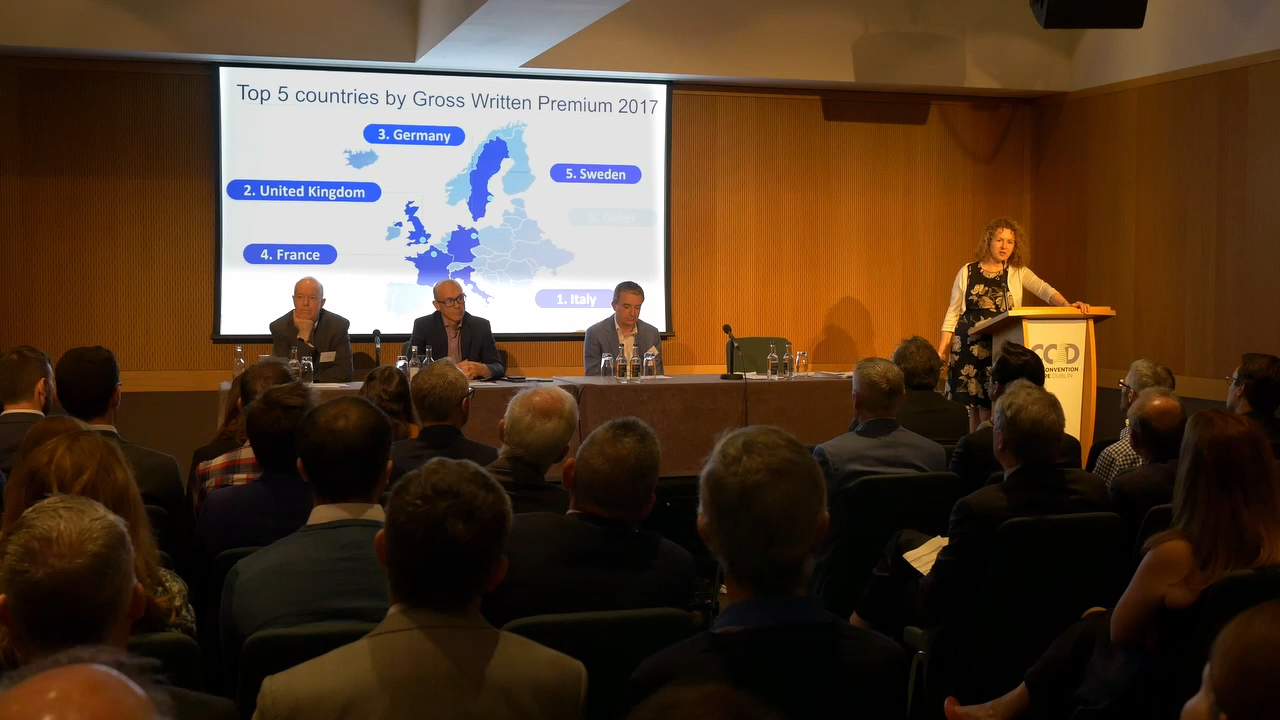 Top 5 countries by Gross Written Premium 2017
3. Germany
5. Sweden
2. United Kingdom
4. France
1. Italy
CONVENTION
DUBLIN